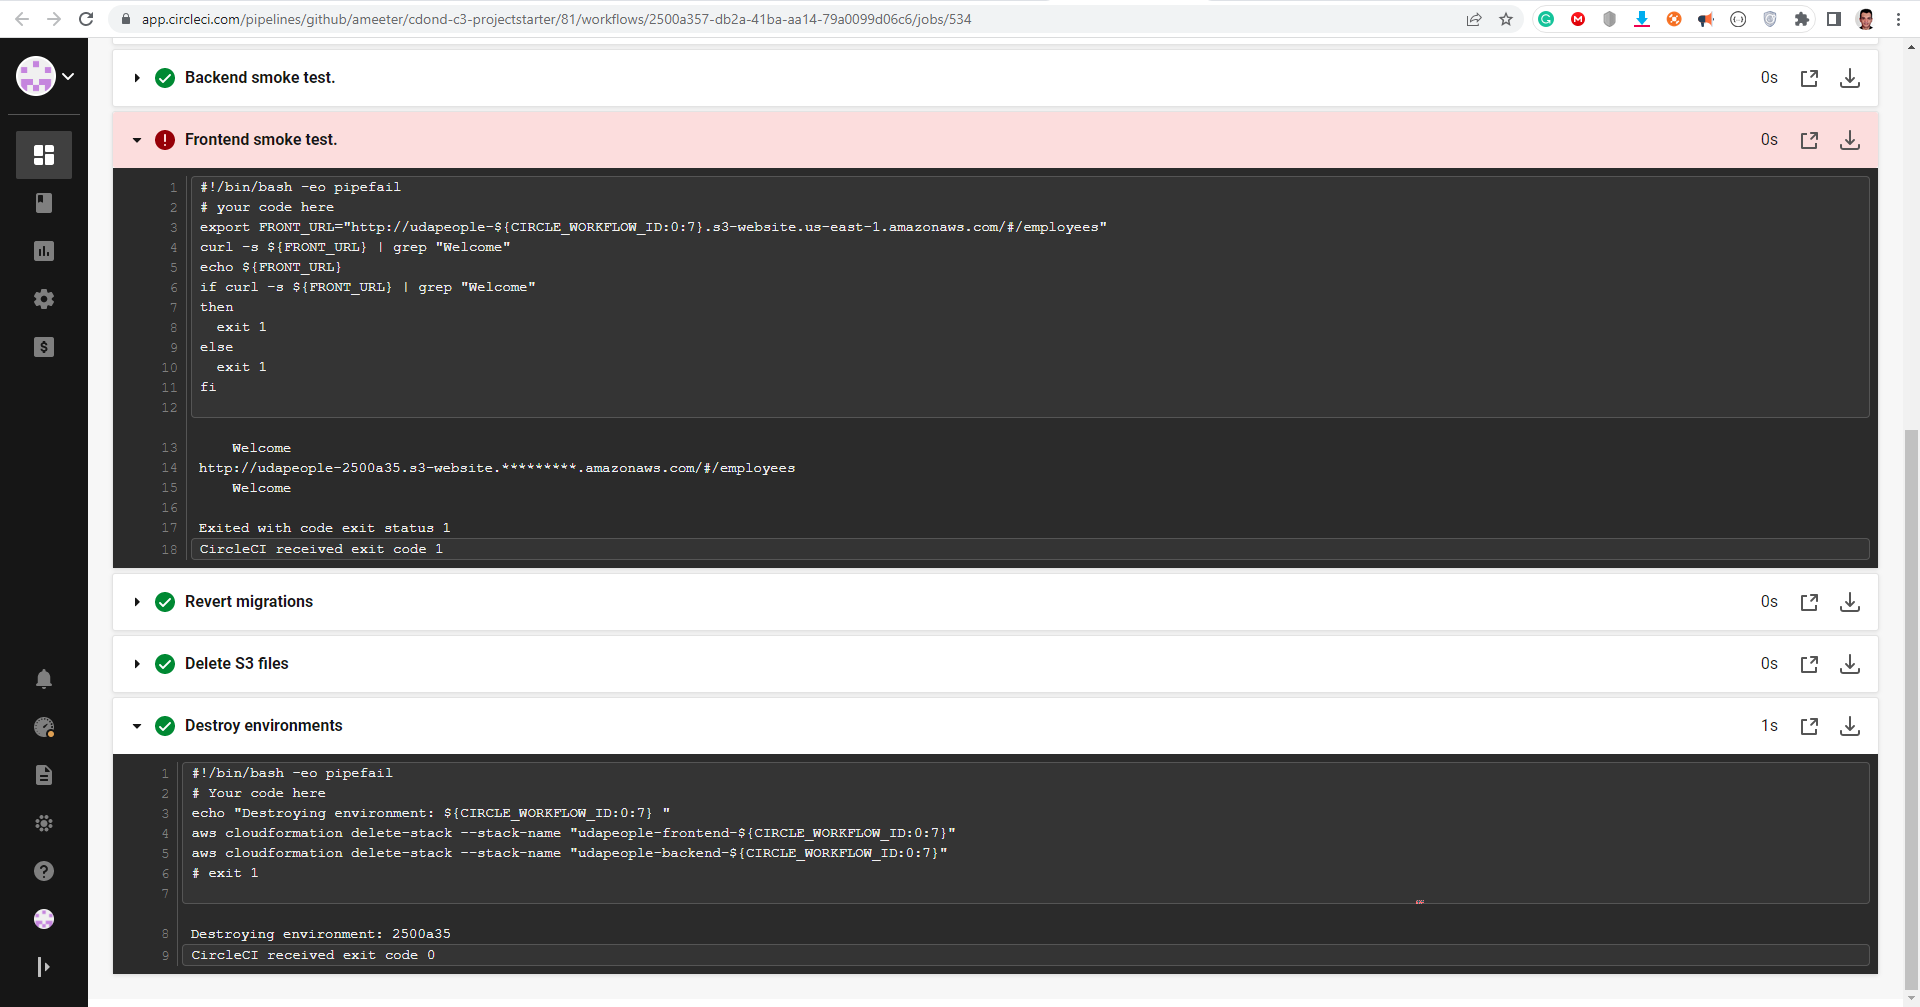 app.circleci.com/pipelines/github/ameeter/cdond-c3-projectstarter/81/workflows/2500a357-db2a-41ba-aa14-79a0099d06c6/jobs/534
Backend smoke test. 0s
Frontend smoke test. 0s
1 #!/bin/bash -eo pipefail
2 # your code here
3 export FRONT_URL="http://udapeople-${CIRCLE_WORKFLOW_ID:0:7}.s3-website.us-east-1.amazonaws.com/#/employees"
4 curl -s ${FRONT_URL} | grep "Welcome"
5 echo ${FRONT_URL}
6 if curl -s ${FRONT_URL} | grep "Welcome"
7 then
8   exit 1
9 else
10   exit 1
11 fi
12
13     Welcome
14 http://udapeople-2500a35.s3-website.*********.amazonaws.com/#/employees
15     Welcome
16
17 Exited with code exit status 1
18 CircleCI received exit code 1
Revert migrations 0s
Delete S3 files 0s
Destroy environments 1s
1 #!/bin/bash -eo pipefail
2 # Your code here
3 echo "Destroying environment: ${CIRCLE_WORKFLOW_ID:0:7} "
4 aws cloudformation delete-stack --stack-name "udapeople-frontend-${CIRCLE_WORKFLOW_ID:0:7}"
5 aws cloudformation delete-stack --stack-name "udapeople-backend-${CIRCLE_WORKFLOW_ID:0:7}"
6 # exit 1
7
8 Destroying environment: 2500a35
9 CircleCI received exit code 0